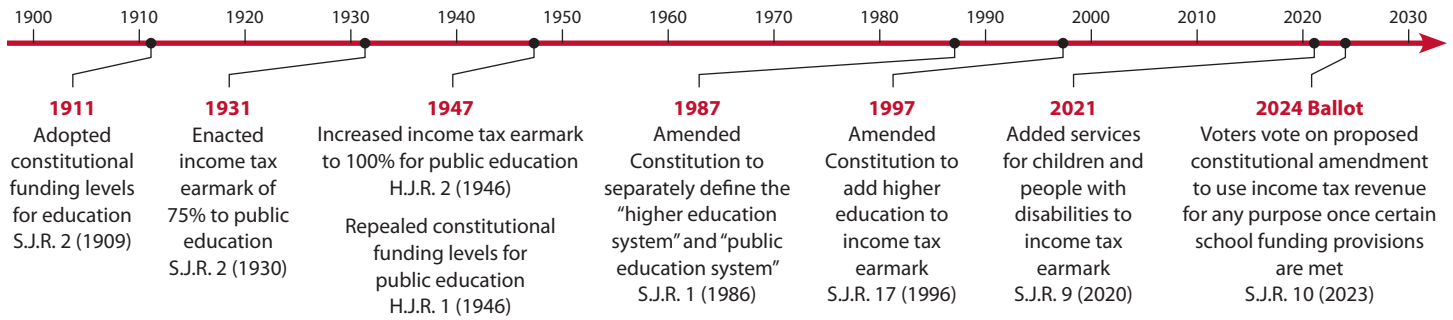 1900 1910 1920 1930 1940 1950 1960 1970 1980 1990 2000 2010 2020 2030
1911
Adopted
constitutional
funding levels
for education
S.J.R. 2 (1909)
1931
Enacted
income tax
earmark of
75% to public
education
S.J.R. 2 (1930)
1947
Increased income tax earmark
to 100% for public education
H.J.R. 2 (1946)
Repealed constitutional
funding levels for
public education
H.J.R. 1 (1946)
1987
Amended
Constitution to
separately define the
“higher education
system” and “public
education system”
S.J.R. 1 (1986)
1997
Amended
Constitution to
add higher
education to
income tax
earmark
S.J.R. 17 (1996)
2021
Added services
for children and
people with
disabilities to
income tax
earmark
S.J.R. 9 (2020)
2024 Ballot
Voters vote on proposed
constitutional amendment
to use income tax revenue
for any purpose once certain
school funding provisions
are met
S.J.R. 10 (2023)